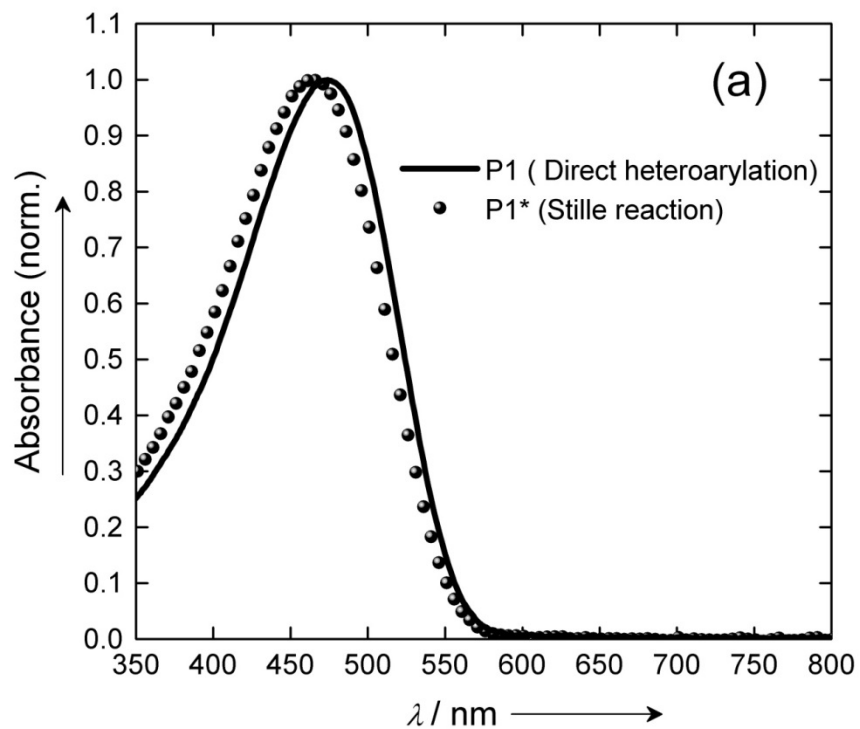 1.1
1.0
0.9
0.8
0.7
0.6
0.5
0.4
0.3
0.2
0.1
0.0
Absorbance (norm.)
(a)
P1 ( Direct heteroarylation)
P1* (Stille reaction)
350 400 450 500 550 600 650 700 750 800
λ / nm